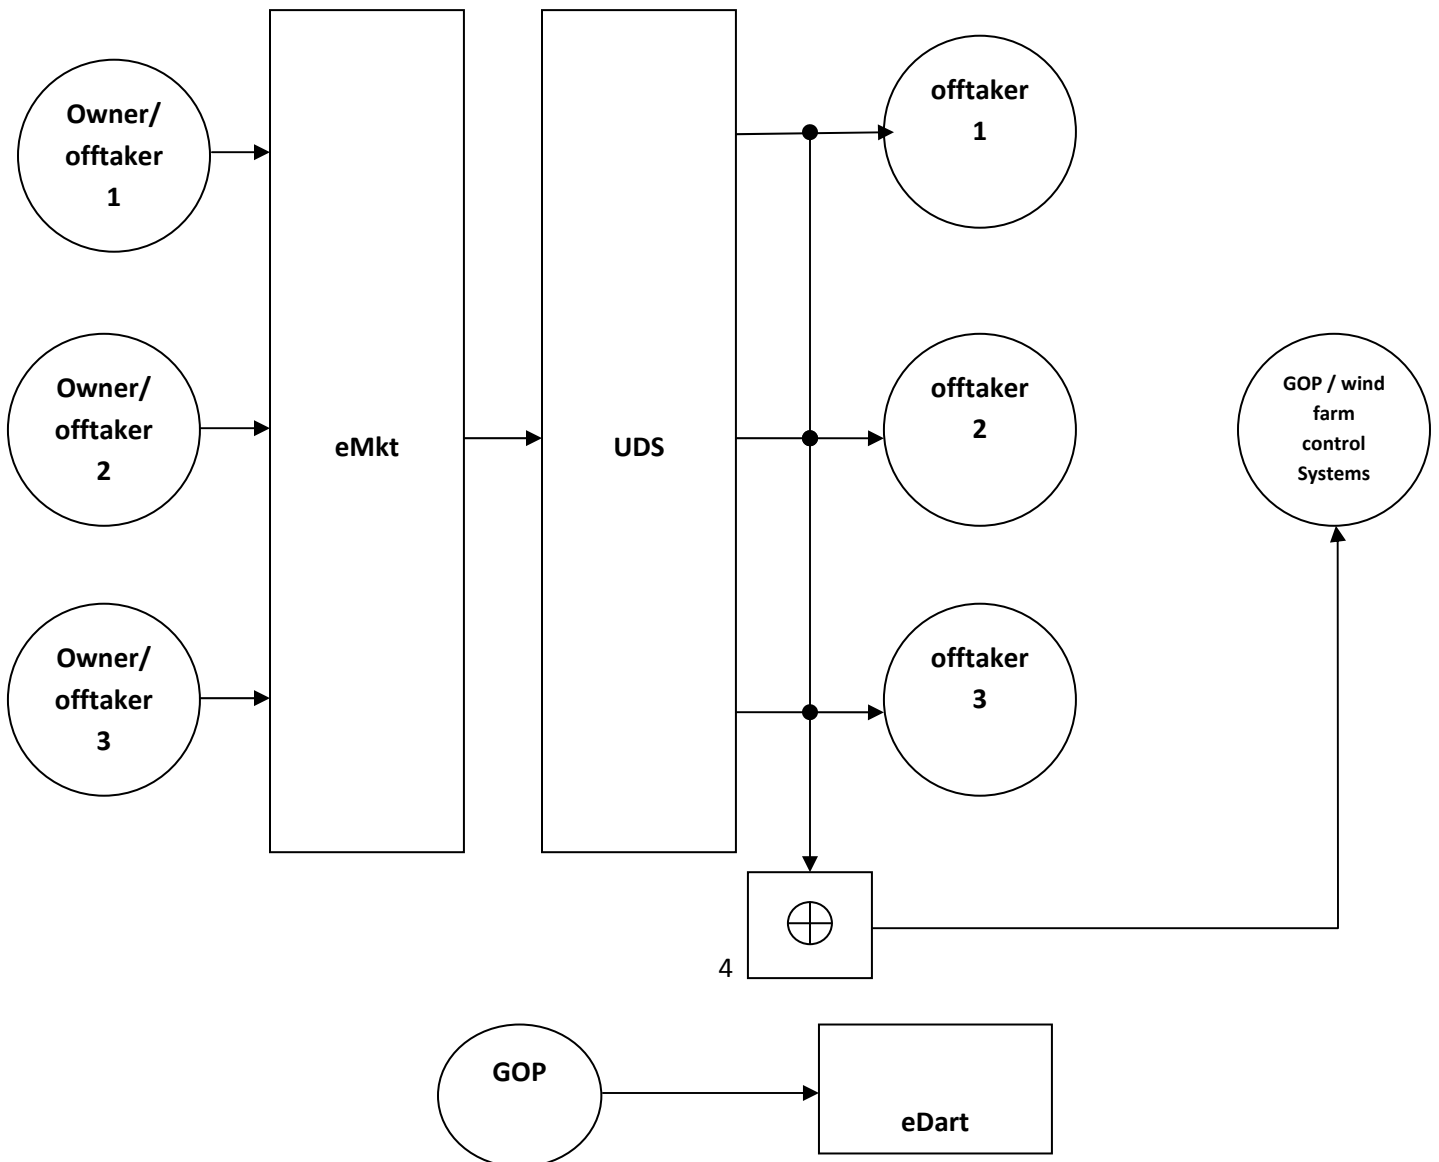 Owner/
offtaker
1
Owner/
offtaker
2
Owner/
offtaker
3
eMkt
UDS
offtaker
1
offtaker
2
offtaker
3
GOP / wind
farm
control
Systems
4
GOP
eDart